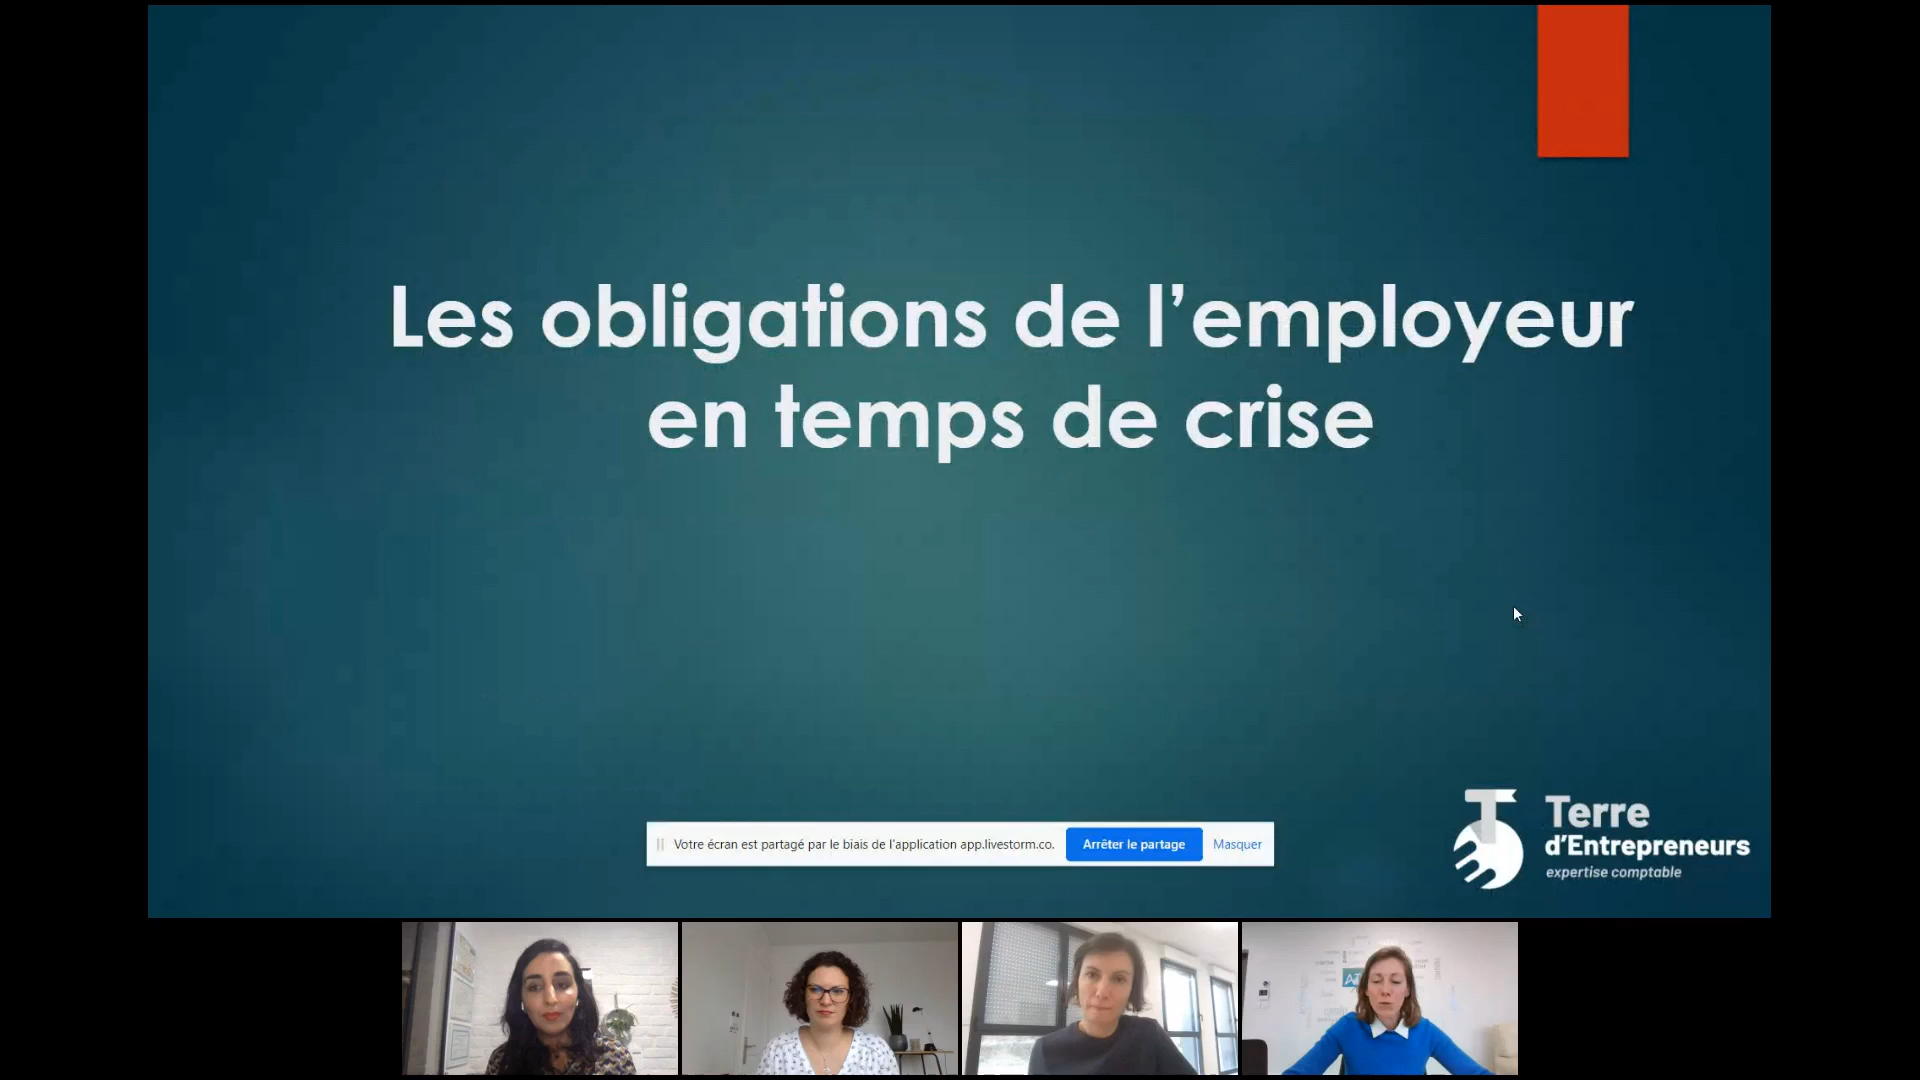 Les obligations de l’employeur
en temps de crise
Votre écran est partagé par le biais de l'application app.livestorm.co.
Arrêter le partage
Masquer
Terre
d'Entrepreneurs
expertise comptable